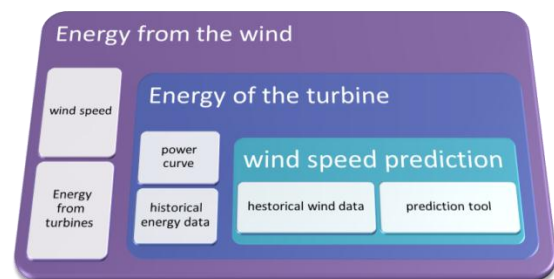 Energy from the wind
wind speed
Energy
from
turbines
Energy of the turbine
power
curve
historical
energy data
wind speed prediction
hestorical wind data
prediction tool